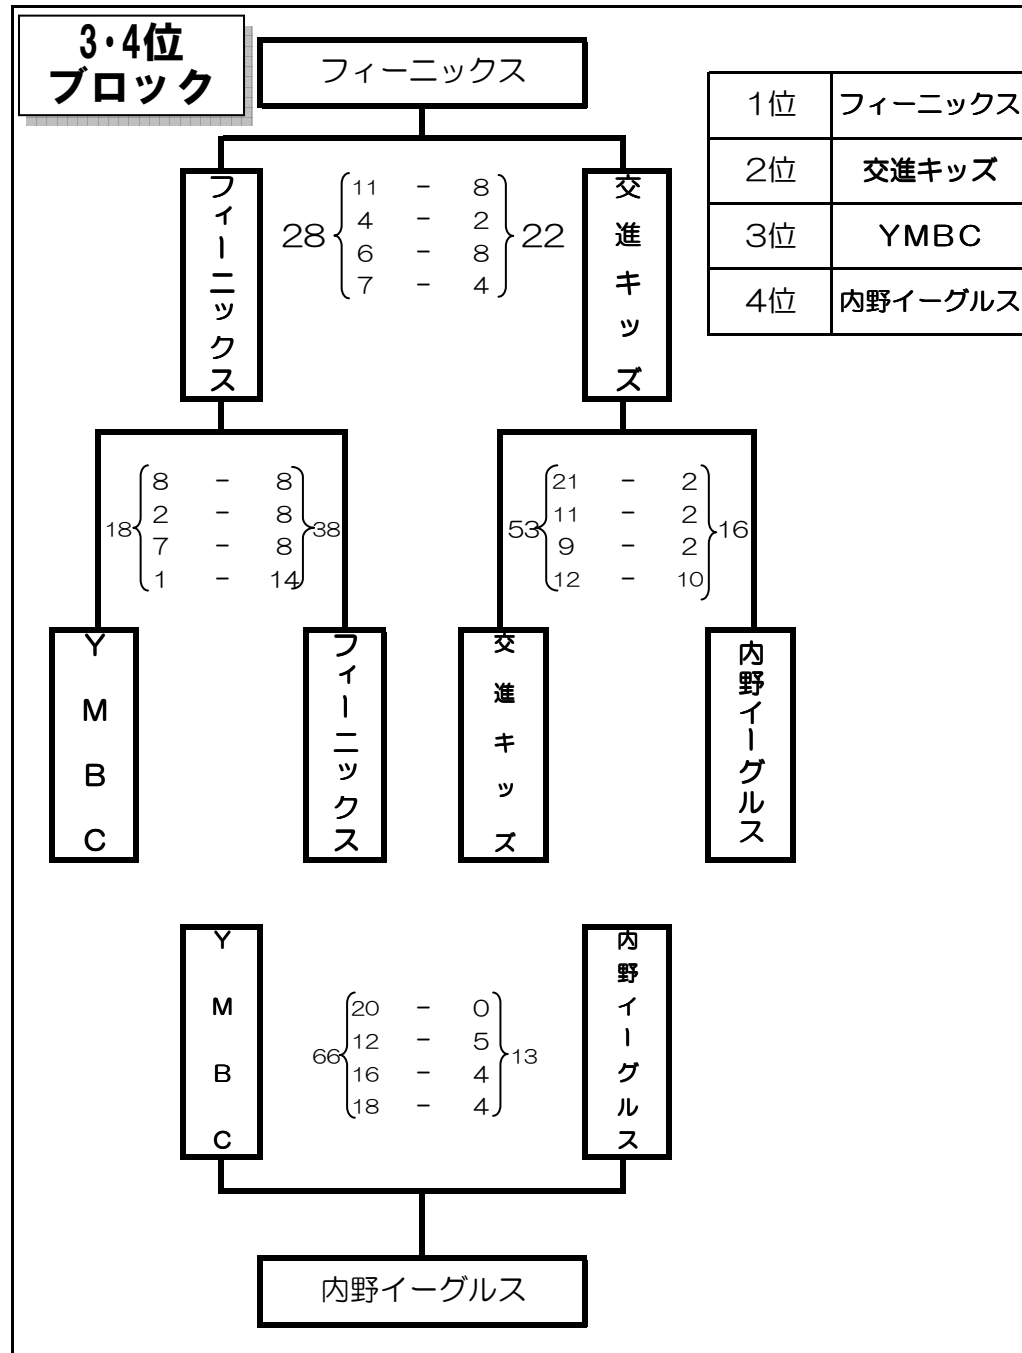 3・4位
ブロック
フィーニックス
1位 フィーニックス
2位 交進キッズ
3位 YMBC
4位 内野イーグルス
フィーニックス
28
11 - 8
4 - 2
6 - 8
7 - 4
22
交進キッズ
18
8 - 8
2 - 8
7 - 8
1 - 14
38
53
21 - 2
11 - 2
9 - 2
12 - 10
16
YMBC
フィーニックス
交進キッズ
内野イーグルス
YMBC
66
20 - 0
12 - 5
16 - 4
18 - 4
13
内野イーグルス
内野イーグルス